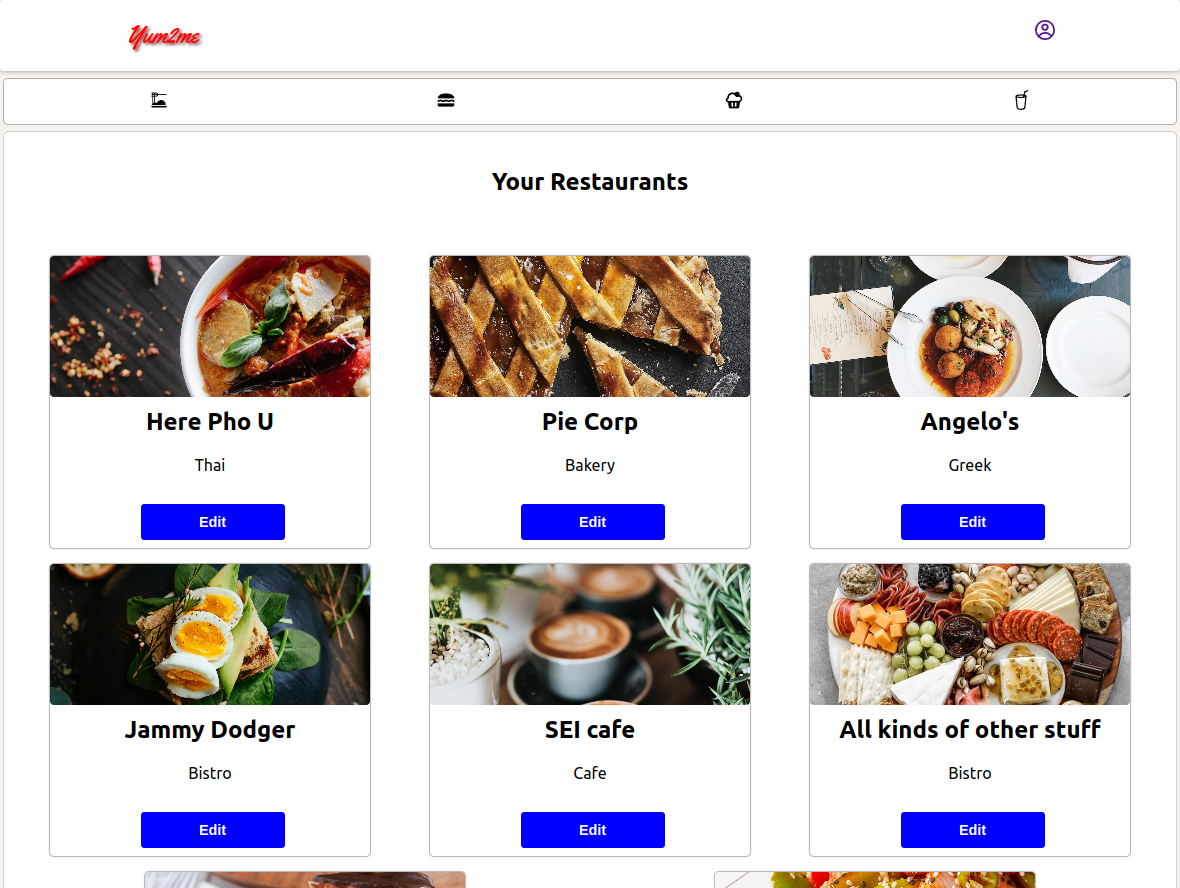 Yum2me
Your Restaurants
Here Pho U
Thai
Edit
Pie Corp
Bakery
Edit
Angelo's
Greek
Edit
Jammy Dodger
Bistro
Edit
SEI cafe
Cafe
Edit
All kinds of other stuff
Bistro
Edit